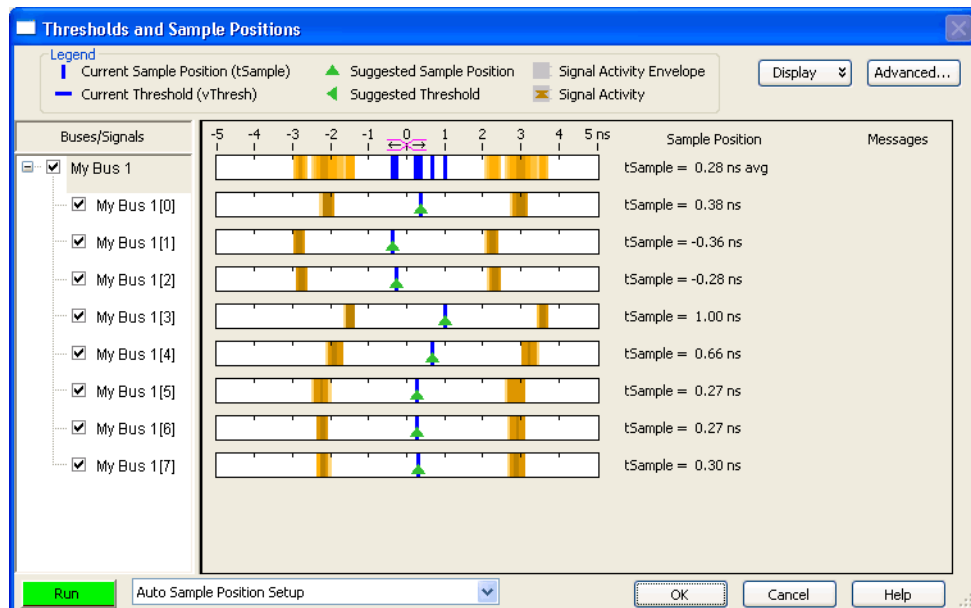 Thresholds and Sample Positions
Legend
Current Sample Position (tSample) Suggested Sample Position Signal Activity Envelope
Current Threshold (vThresh) Suggested Threshold Signal Activity
Display Advanced...
Buses/Signals -5 -4 -3 -2 -1 0 1 2 3 4 5 ns Sample Position Messages
My Bus 1 tSample = 0.28 ns avg
My Bus 1[0] tSample = 0.38 ns
My Bus 1[1] tSample = -0.36 ns
My Bus 1[2] tSample = -0.28 ns
My Bus 1[3] tSample = 1.00 ns
My Bus 1[4] tSample = 0.66 ns
My Bus 1[5] tSample = 0.27 ns
My Bus 1[6] tSample = 0.27 ns
My Bus 1[7] tSample = 0.30 ns
Run Auto Sample Position Setup OK Cancel Help